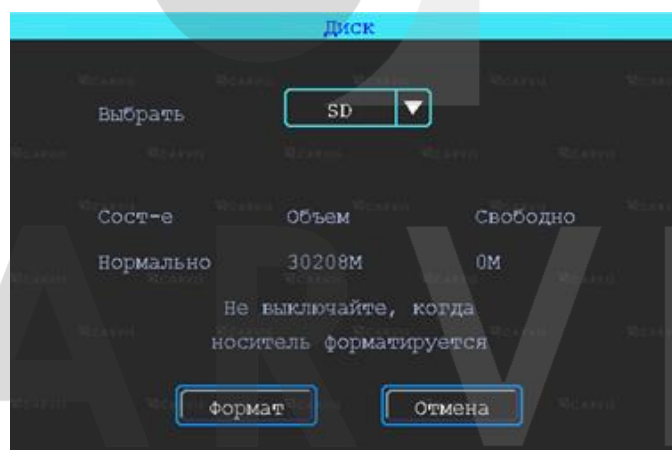 Диск
Выбрать SD
Сост-е Объем Свободно
Нормально 30208M 0M
Не выключайте, когда
носитель форматируется
Формат Отмена